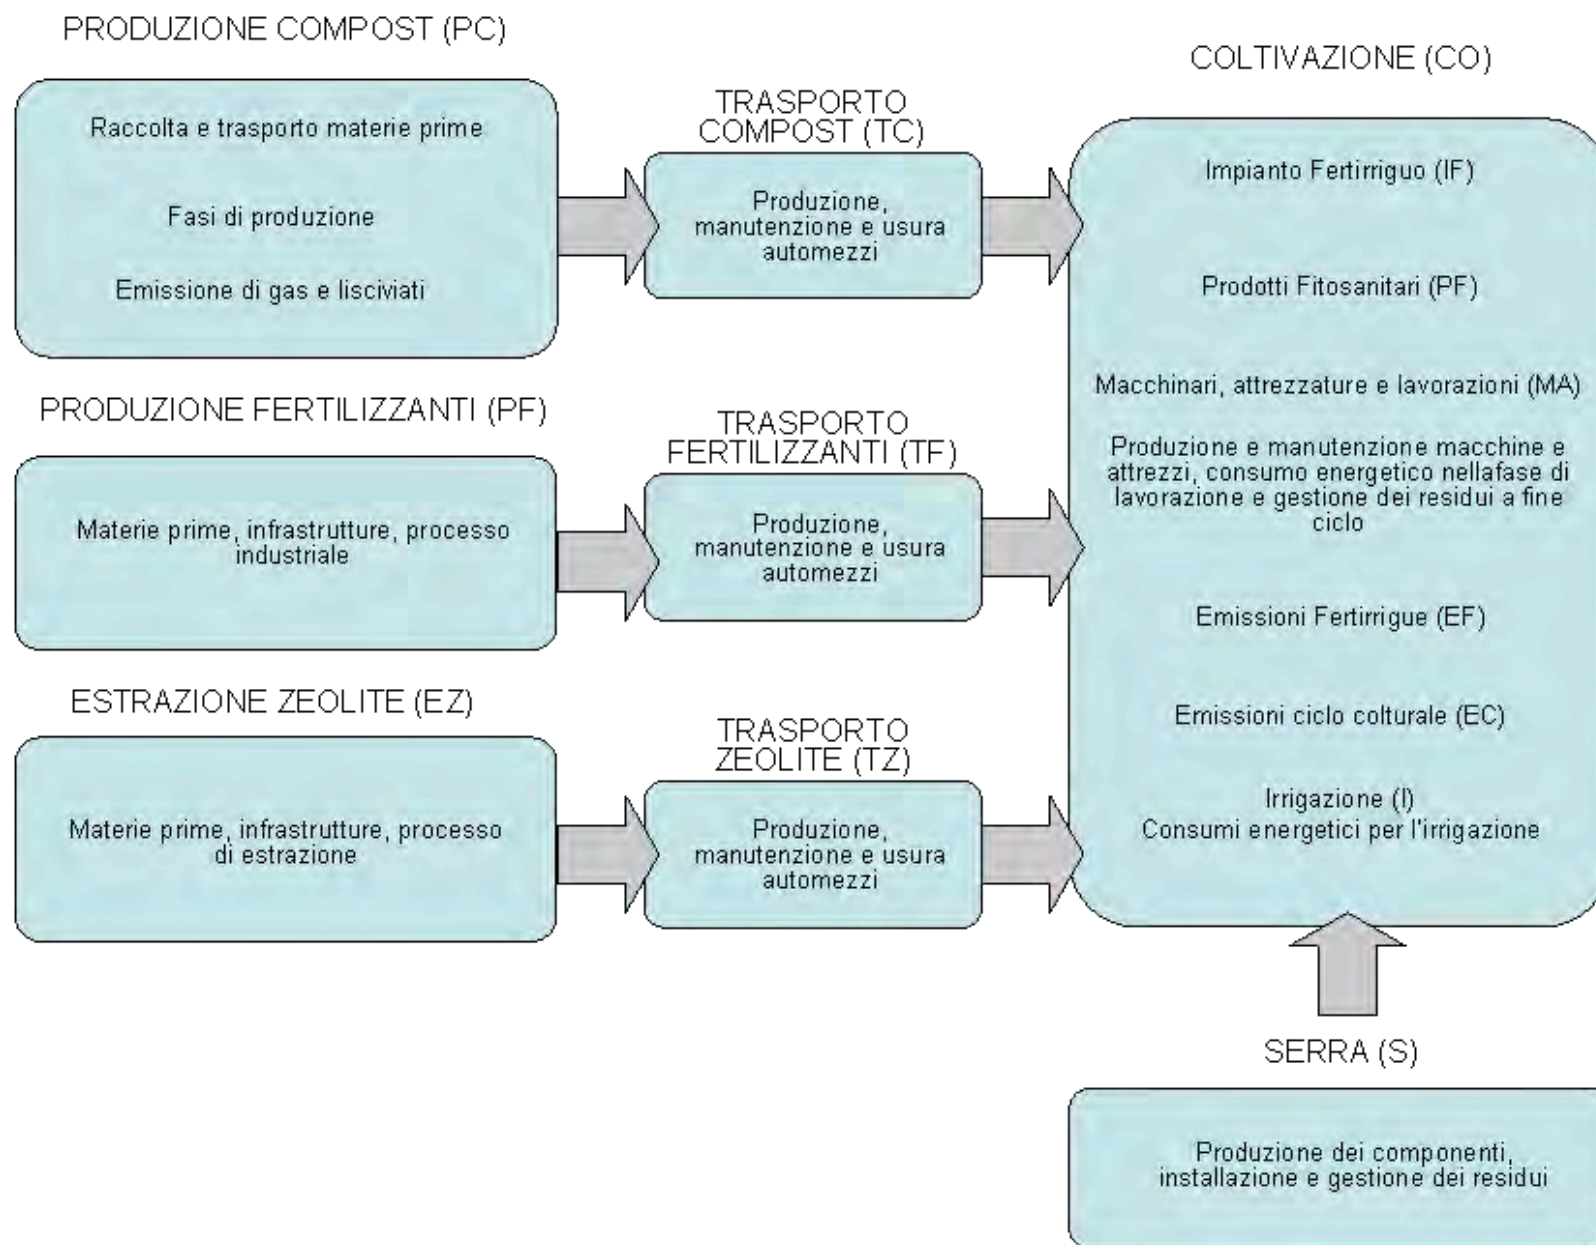 PRODUZIONE COMPOST (PC)
Raccolta e trasporto materie prime
Fasi di produzione
Emissione di gas e lisciviati
TRASPORTO
COMPOST (TC)
Produzione,
manutenzione e usura
automezzi
PRODUZIONE FERTILIZZANTI (PF)
Materie prime, infrastrutture, processo
industriale
TRASPORTO
FERTILIZZANTI (TF)
Produzione,
manutenzione e usura
automezzi
ESTRAZIONE ZEOLITE (EZ)
Materie prime, infrastrutture, processo
di estrazione
TRASPORTO
ZEOLITE (TZ)
Produzione,
manutenzione e usura
automezzi
COLTIVAZIONE (CO)
Impianto Fertirriguo (IF)
Prodotti Fitosanitari (PF)
Macchinari, attrezzature e lavorazioni (MA)
Produzione e manutenzione macchine e
attrezzi, consumo energetico nellafase di
lavorazione e gestione dei residui a fine
ciclo
Emissioni Fertirrigue (EF)
Emissioni ciclo colturale (EC)
Irrigazione (I)
Consumi energetici per l'irrigazione
SERRA (S)
Produzione dei componenti,
installazione e gestione dei residui